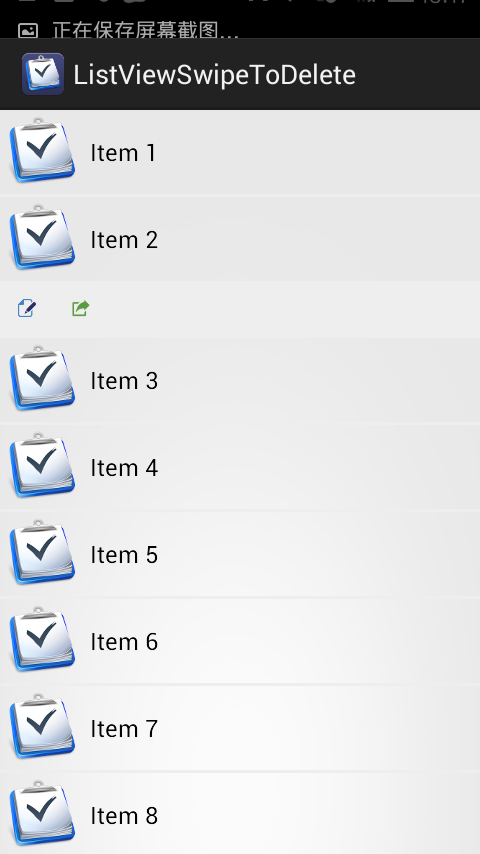 正在保存屏幕截图...
ListViewSwipeToDelete
Item 1
Item 2
Item 3
Item 4
Item 5
Item 6
Item 7
Item 8